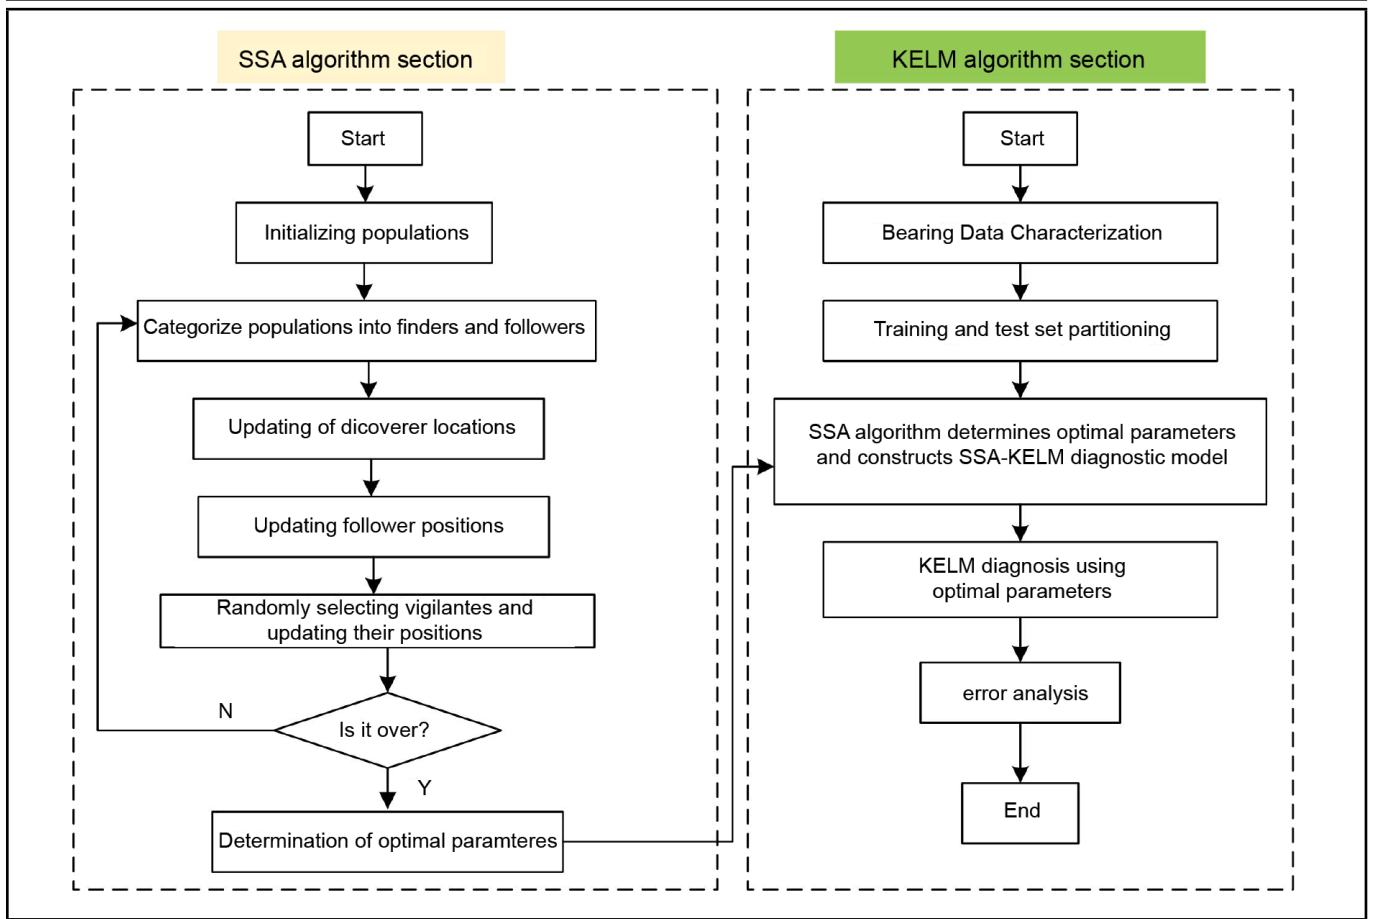 SSA algorithm section
Start
Initializing populations
Categorize populations into finders and followers
Updating of dicoverer locations
Updating follower positions
Randomly selecting vigilantes and
updating their positions
Is it over?
N
Y
Determination of optimal paramteres
KELM algorithm section
Start
Bearing Data Characterization
Training and test set partitioning
SSA algorithm determines optimal parameters
and constructs SSA-KELM diagnostic model
KELM diagnosis using
optimal parameters
error analysis
End